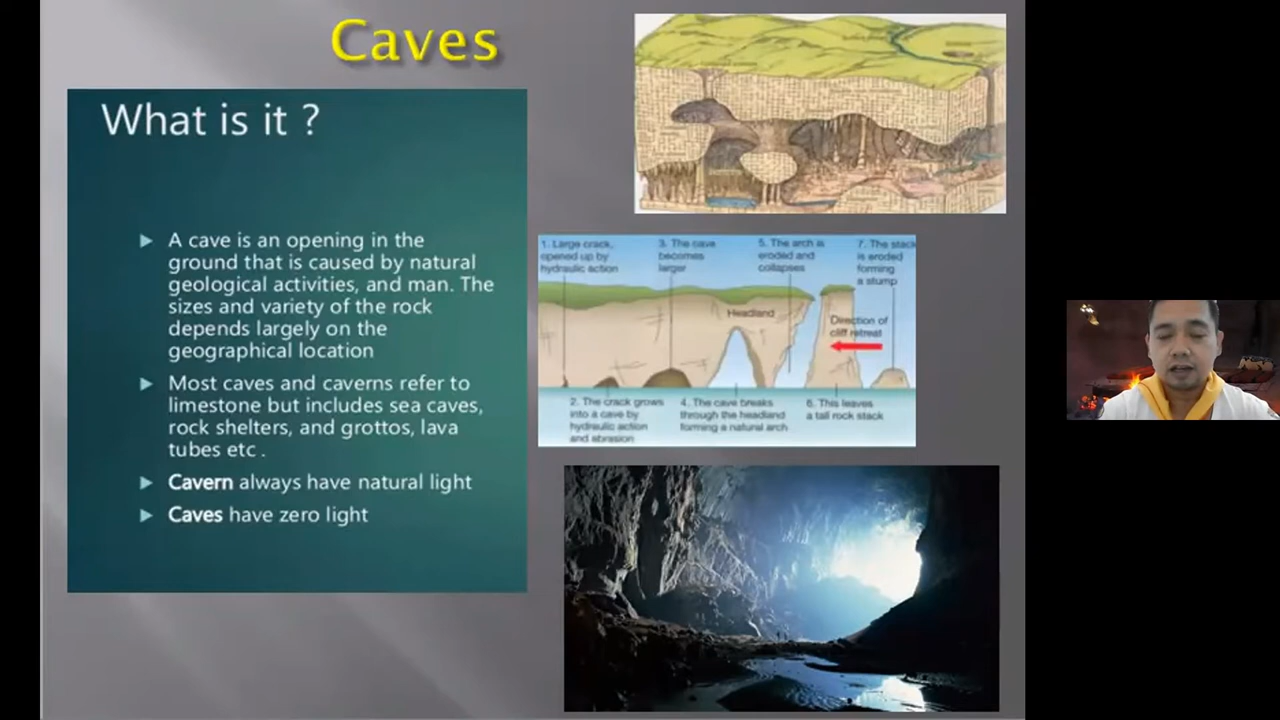 Caves
What is it ?
A cave is an opening in the
ground that is caused by natural
geological activities, and man. The
sizes and variety of the rock
depends largely on the
geographical location
Most caves and caverns refer to
limestone but includes sea caves,
rock shelters, and grottos, lava
tubes etc .
Cavern always have natural light
Caves have zero light
1. Large crack,
opened up by
hydraulic action
3. The cave
becomes
larger
5. The arch is
eroded and
collapses
7. The stack
is eroded
forming
a stump
Headland
Direction of
cliff retreat
2. The crack grows
into a cave by
hydraulic action
and abrasion
4. The cave breaks
through the headland
forming a natural arch
6. This leaves
a tall rock stack